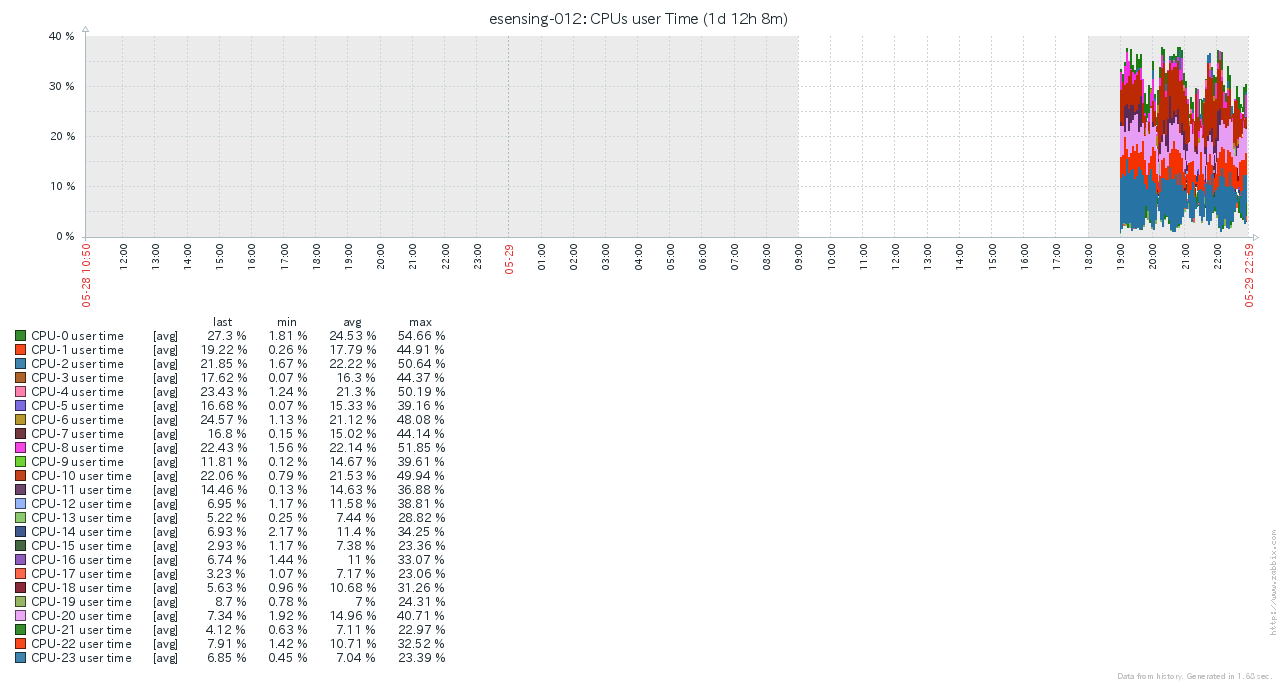 esensing-012: CPUs user Time (1d 12h 8m)
40 %
30 %
20 %
10 %
0 %
05-28 10:50
12:00
13:00
14:00
15:00
16:00
17:00
18:00
19:00
20:00
21:00
22:00
23:00
05-29
01:00
02:00
03:00
04:00
05:00
06:00
07:00
08:00
09:00
10:00
11:00
12:00
13:00
14:00
15:00
16:00
17:00
18:00
19:00
20:00
21:00
22:00
05-29 22:59
last min avg max
CPU-0 user time [avg] 27.3 % 1.81 % 24.53 % 54.66 %
CPU-1 user time [avg] 19.22 % 0.26 % 17.79 % 44.91 %
CPU-2 user time [avg] 21.85 % 1.67 % 22.22 % 50.64 %
CPU-3 user time [avg] 17.62 % 0.07 % 16.3 % 44.37 %
CPU-4 user time [avg] 23.43 % 1.24 % 21.3 % 50.19 %
CPU-5 user time [avg] 16.68 % 0.07 % 15.33 % 39.16 %
CPU-6 user time [avg] 24.57 % 1.13 % 21.12 % 48.08 %
CPU-7 user time [avg] 16.8 % 0.15 % 15.02 % 44.14 %
CPU-8 user time [avg] 22.43 % 1.56 % 22.14 % 51.85 %
CPU-9 user time [avg] 11.81 % 0.12 % 14.67 % 39.61 %
CPU-10 user time [avg] 22.06 % 0.79 % 21.53 % 49.94 %
CPU-11 user time [avg] 14.46 % 0.13 % 14.63 % 36.88 %
CPU-12 user time [avg] 6.95 % 1.17 % 11.58 % 38.81 %
CPU-13 user time [avg] 5.22 % 0.25 % 7.44 % 28.82 %
CPU-14 user time [avg] 6.93 % 2.17 % 11.4 % 34.25 %
CPU-15 user time [avg] 2.93 % 1.17 % 7.38 % 23.36 %
CPU-16 user time [avg] 6.74 % 1.44 % 11 % 33.07 %
CPU-17 user time [avg] 3.23 % 1.07 % 7.17 % 23.06 %
CPU-18 user time [avg] 5.63 % 0.96 % 10.68 % 31.26 %
CPU-19 user time [avg] 8.7 % 0.78 % 7 % 24.31 %
CPU-20 user time [avg] 7.34 % 1.92 % 14.96 % 40.71 %
CPU-21 user time [avg] 4.12 % 0.63 % 7.11 % 22.97 %
CPU-22 user time [avg] 7.91 % 1.42 % 10.71 % 32.52 %
CPU-23 user time [avg] 6.85 % 0.45 % 7.04 % 23.39 %
http://www.zabbix.com
Data from history. Generated in 1.68 sec.